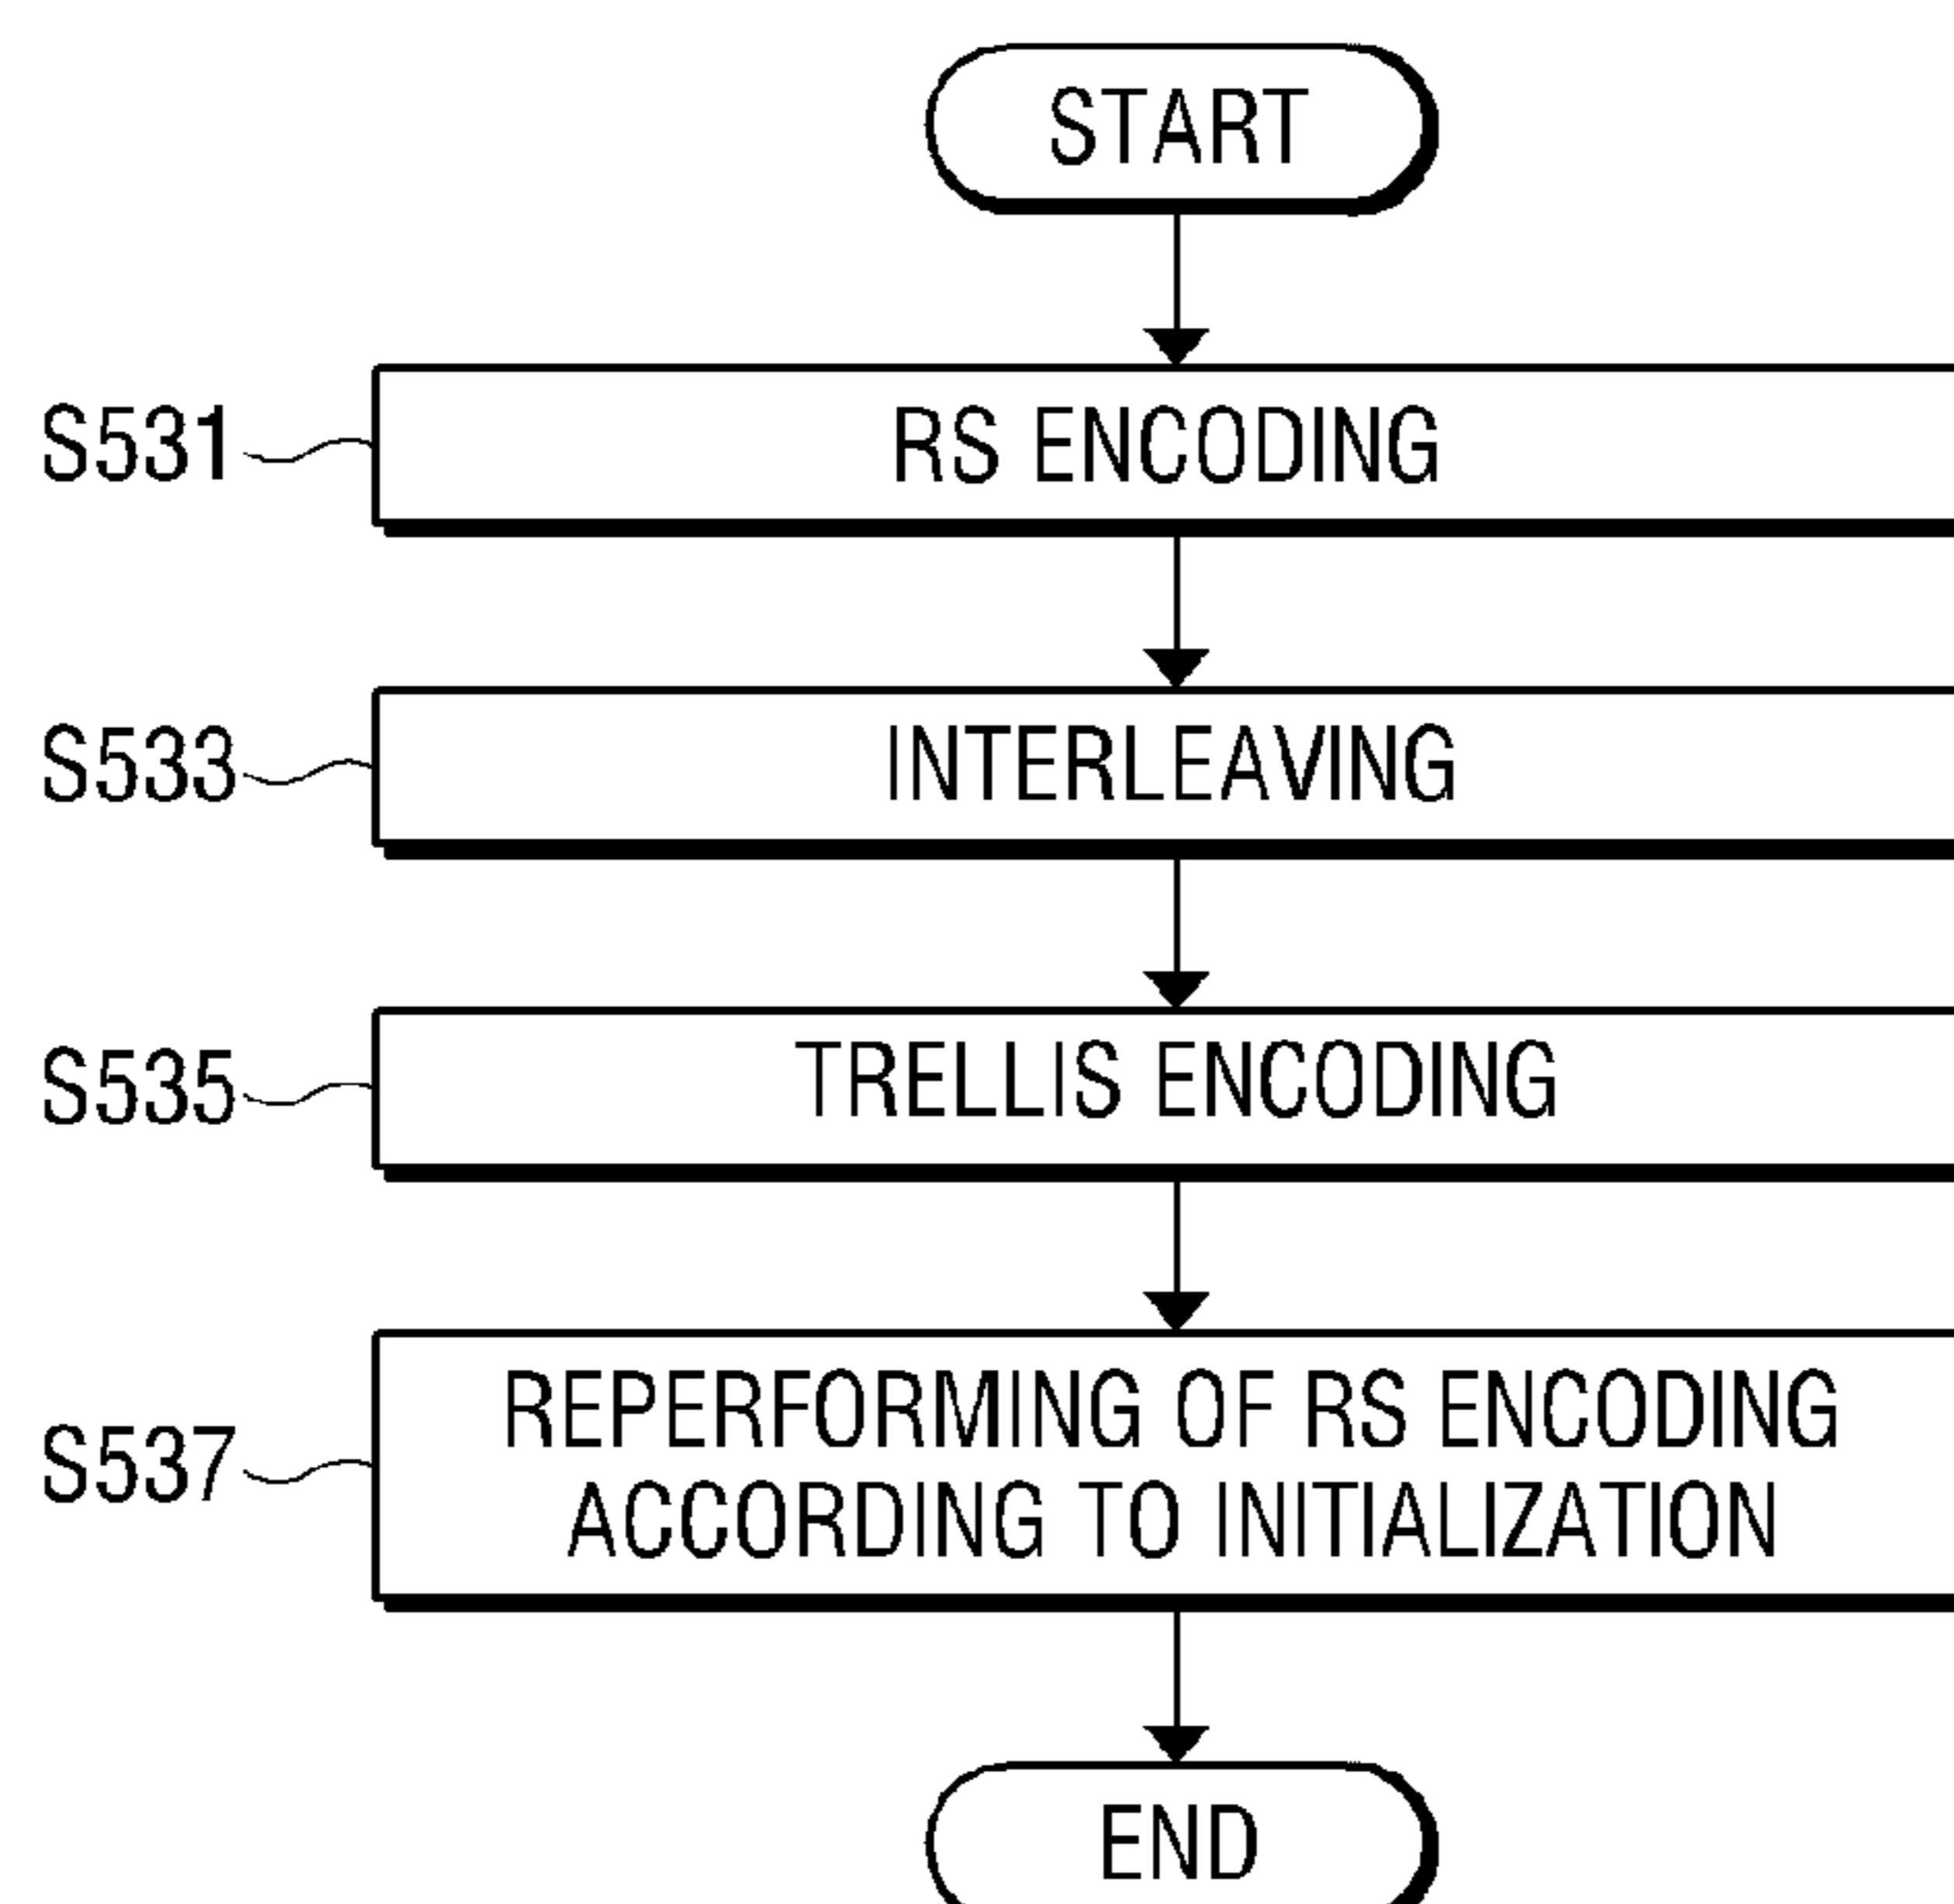 START
S531
RS ENCODING
S533
INTERLEAVING
S535
TRELLIS ENCODING
S537
REPERFORMING OF RS ENCODING
ACCORDING TO INITIALIZATION
END